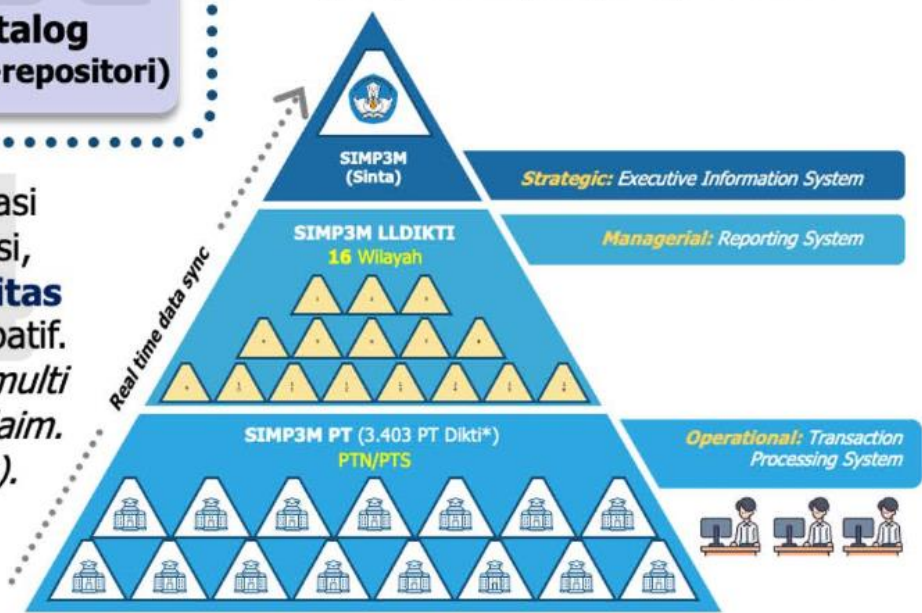 talog
repositori)
asi
si,
itas
patif.
multi
aim.
).
Real time data sync
SIMP3M
(Sinta)
Strategic: Executive Information System
SIMP3M LLDIKTI
16 Wilayah
Managerial: Reporting System
SIMP3M PT (3.403 PT Dikti*)
PTN/PTS
Operational: Transaction
Processing System